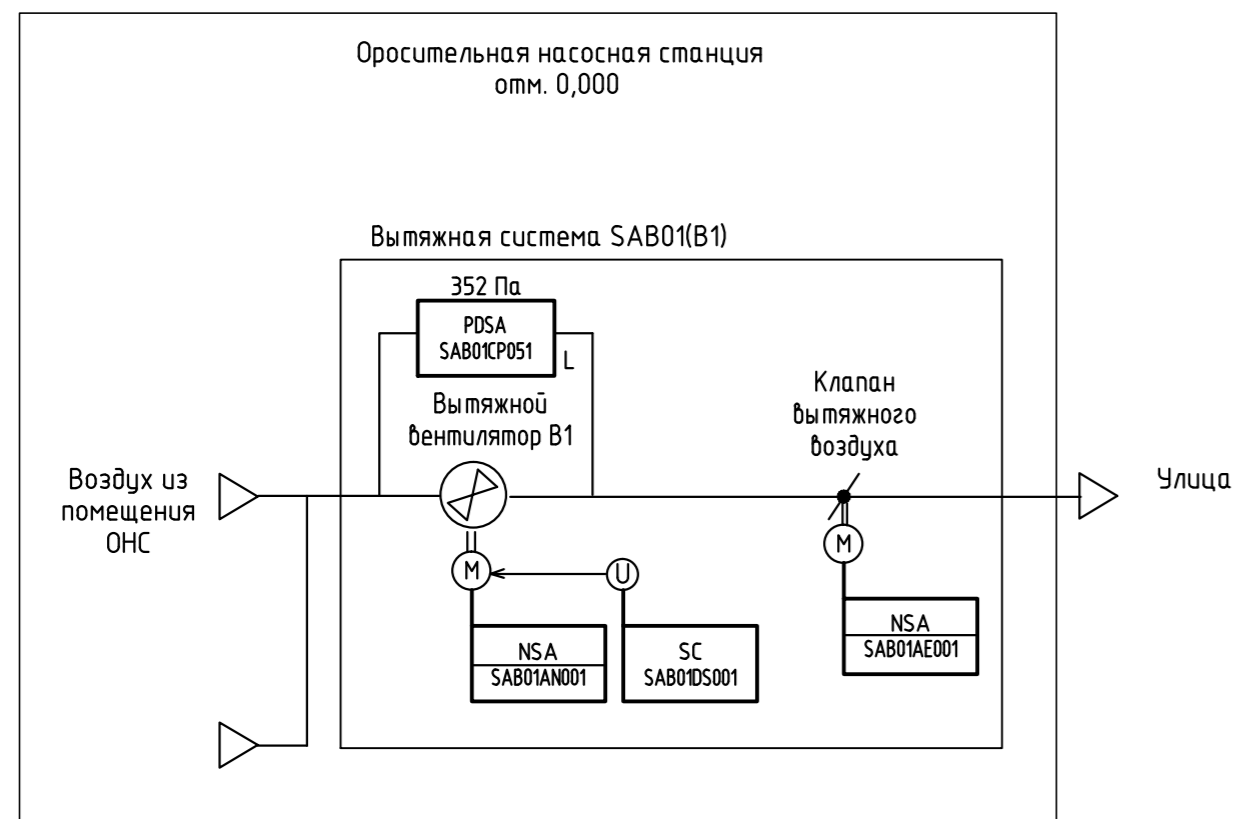 Оросительная насосная станция
отм. 0,000
Вытяжная система SAB01(В1)
352 Па
PDSA
SAB01CP051
L
Вытяжной
вентилятор В1
Клапан
вытяжного
воздуха
Воздух из
помещения
ОНС
Улица
M
U
M
NSA
SAB01AN001
SC
SAB01DS001
NSA
SAB01AE001